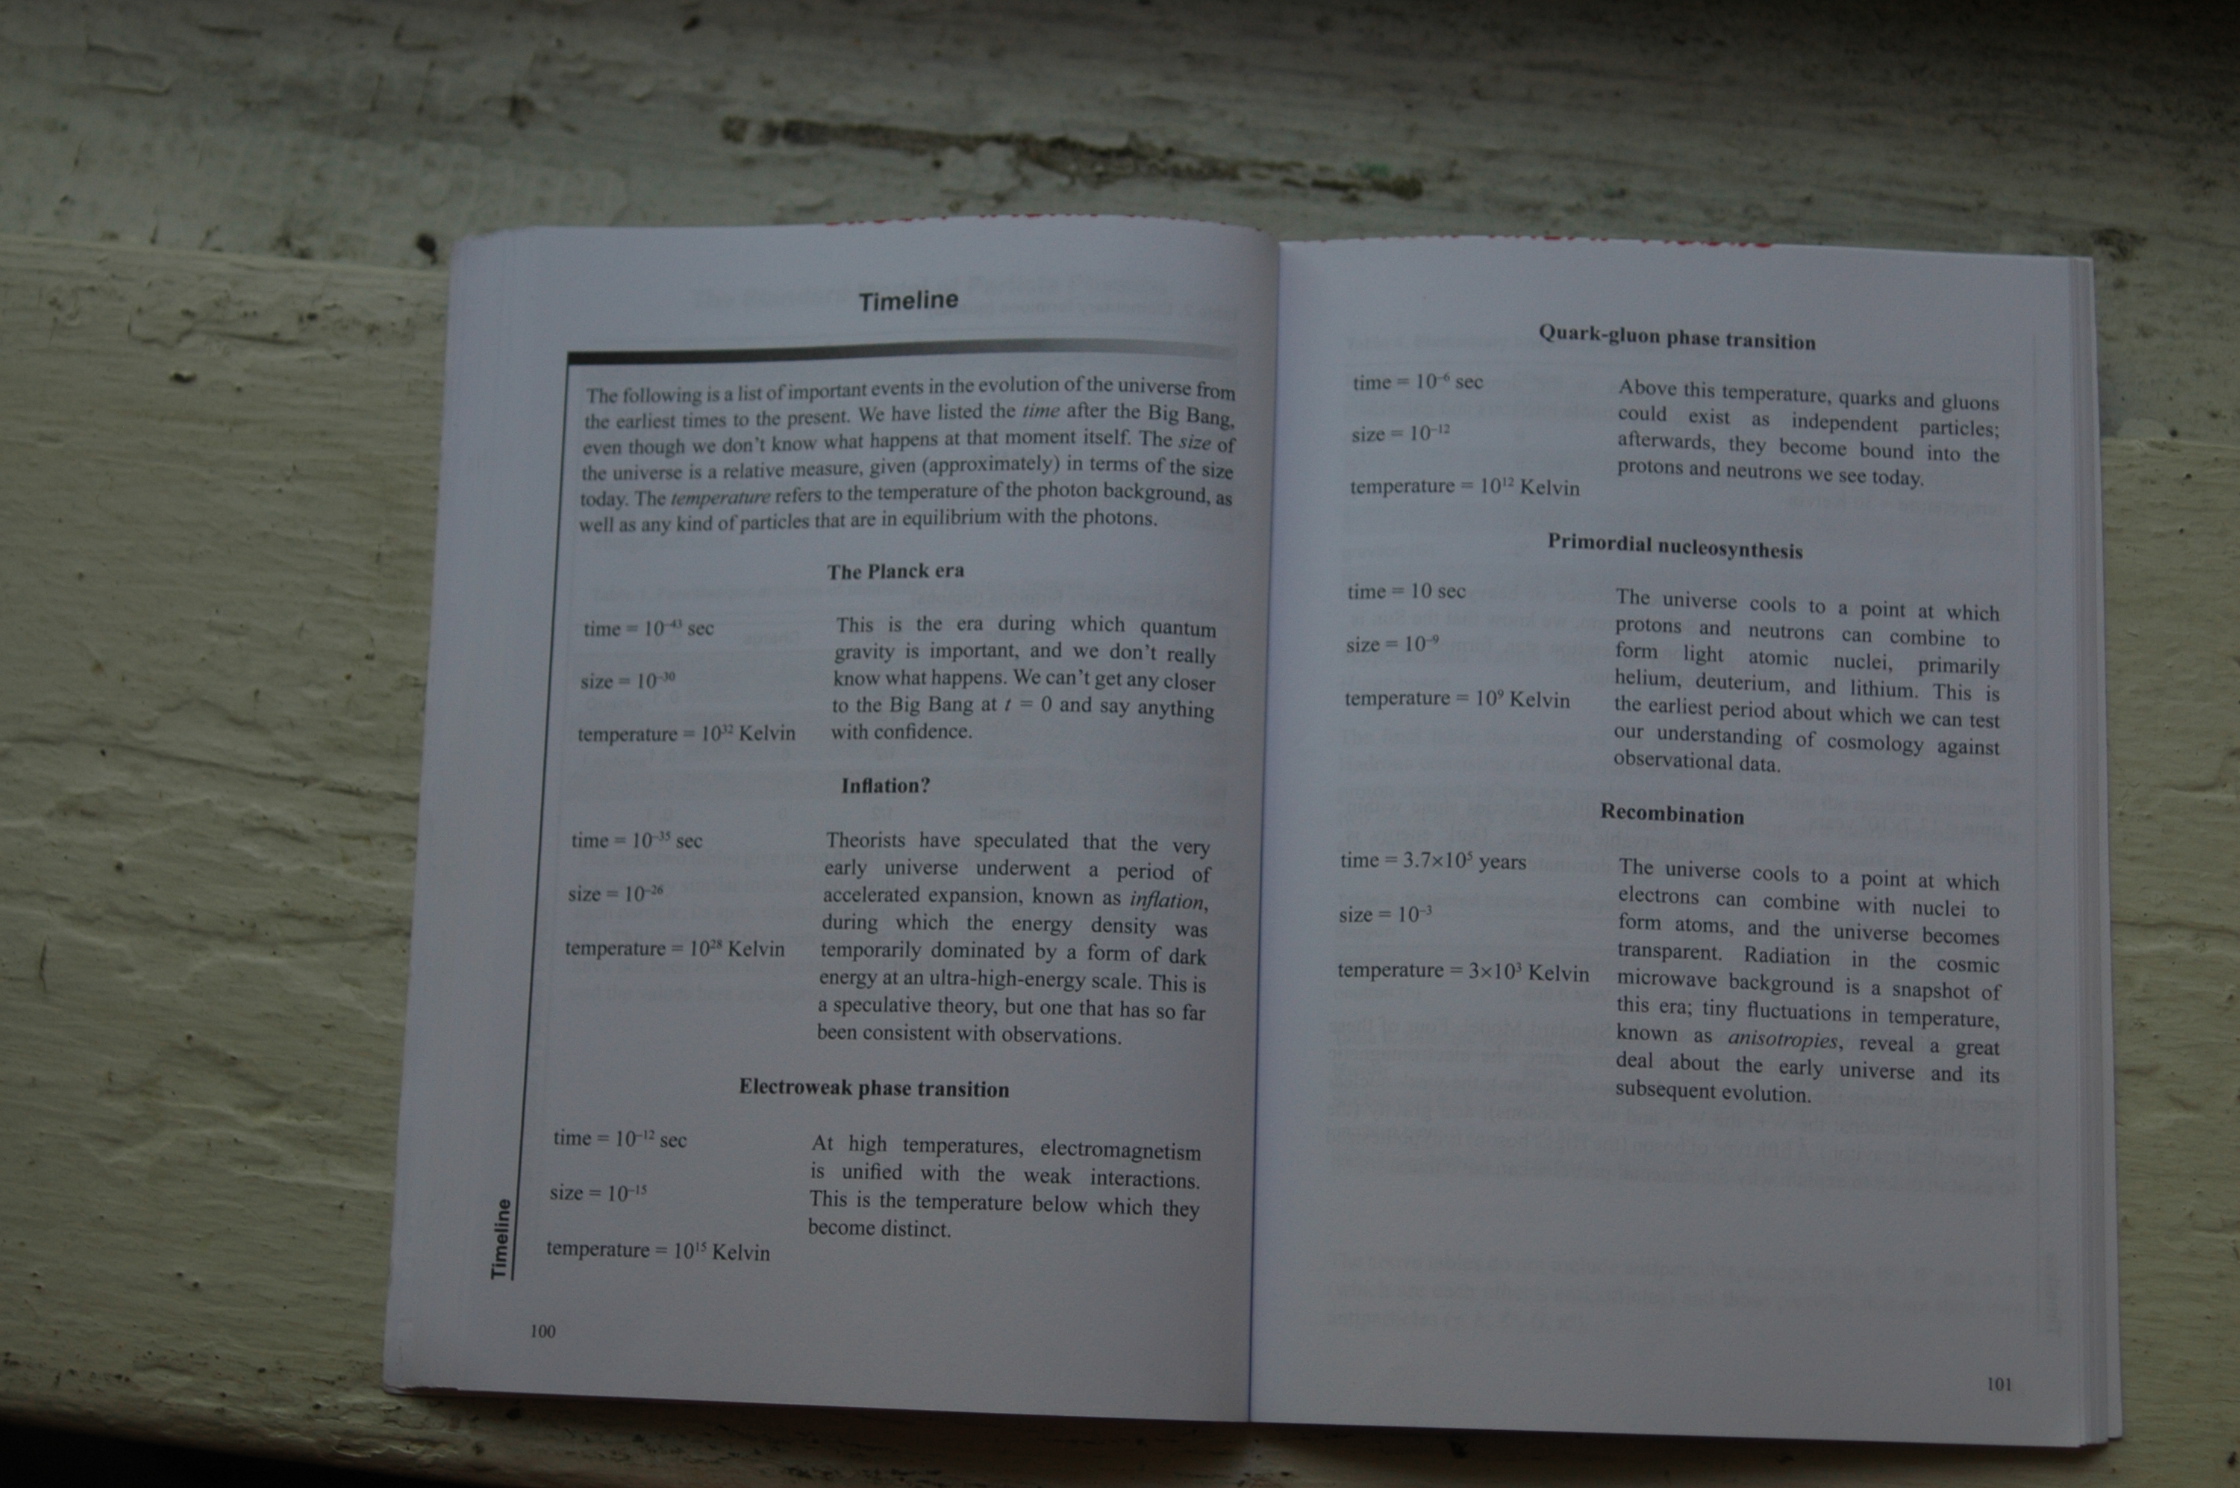 Timeline
The following is a list of important events in the evolution of the universe from
the earliest times to the present. We have listed the time after the Big Bang,
even though we don't know what happens at that moment itself. The size of
the universe is a relative measure, given (approximately) in terms of the size
today. The temperature refers to the temperature of the photon background, as
well as any kind of particles that are in equilibrium with the photons.
The Planck era
time = 10⁻⁴³ sec
size = 10⁻³⁰
temperature = 10³² Kelvin
This is the era during which quantum
gravity is important, and we don't really
know what happens. We can't get any closer
to the Big Bang at t = 0 and say anything
with confidence.
Inflation?
time = 10⁻³⁵ sec
size = 10⁻²⁶
temperature = 10²⁸ Kelvin
Theorists have speculated that the very
early universe underwent a period of
accelerated expansion, known as inflation,
during which the energy density was
temporarily dominated by a form of dark
energy at an ultra-high-energy scale. This is
a speculative theory, but one that has so far
been consistent with observations.
Electroweak phase transition
time = 10⁻¹² sec
size = 10⁻¹⁵
temperature = 10¹⁵ Kelvin
At high temperatures, electromagnetism
is unified with the weak interactions.
This is the temperature below which they
become distinct.
Timeline
100
Quark-gluon phase transition
time = 10⁻⁶ sec
size = 10⁻¹²
temperature = 10¹² Kelvin
Above this temperature, quarks and gluons
could exist as independent particles;
afterwards, they become bound into the
protons and neutrons we see today.
Primordial nucleosynthesis
time = 10 sec
size = 10⁻⁹
temperature = 10⁹ Kelvin
The universe cools to a point at which
protons and neutrons can combine to
form light atomic nuclei, primarily
helium, deuterium, and lithium. This is
the earliest period about which we can test
our understanding of cosmology against
observational data.
Recombination
time = 3.7×10⁵ years
size = 10⁻³
temperature = 3×10³ Kelvin
The universe cools to a point at which
electrons can combine with nuclei to
form atoms, and the universe becomes
transparent. Radiation in the cosmic
microwave background is a snapshot of
this era; tiny fluctuations in temperature,
known as anisotropies, reveal a great
deal about the early universe and its
subsequent evolution.
101